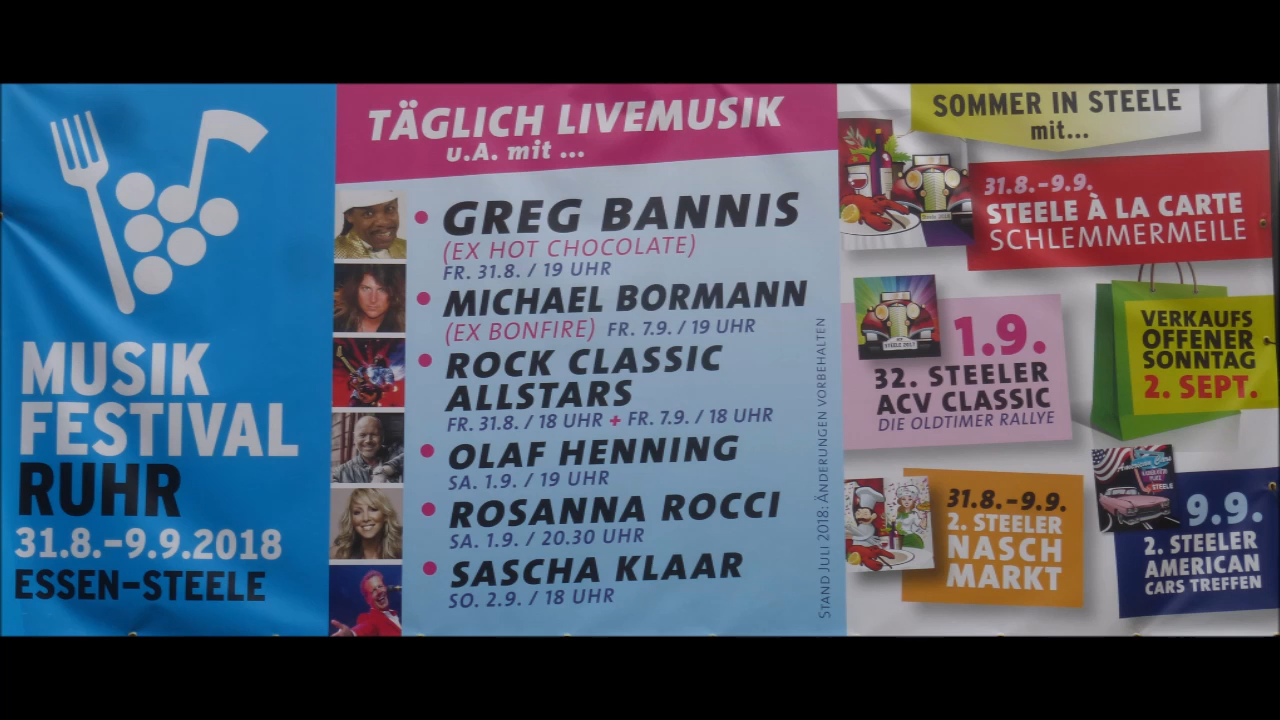 MUSIK
FESTIVAL
RUHR
31.8.-9.9.2018
ESSEN-STEELE
TÄGLICH LIVEMUSIK
u.A. mit ...
GREG BANNIS
(EX HOT CHOCOLATE)
FR. 31.8. / 19 UHR
MICHAEL BORMANN
(EX BONFIRE) FR. 7.9. / 19 UHR
ROCK CLASSIC
ALLSTARS
FR. 31.8. / 18 UHR + FR. 7.9. / 18 UHR
OLAF HENNING
SA. 1.9. / 19 UHR
ROSANNA ROCCI
SA. 1.9. / 20.30 UHR
SASCHA KLAAR
SO. 2.9. / 18 UHR
STAND JULI 2018: ÄNDERUNGEN VORBEHALTEN
SOMMER IN STEELE
mit...
31.8.-9.9.
STEELE À LA CARTE
SCHLEMMERMEILE
1.9.
32. STEELER
ACV CLASSIC
DIE OLDTIMER RALLYE
VERKAUFS
OFFENER
SONNTAG
2. SEPT.
31.8.-9.9.
2. STEELER
NASCH
MARKT
American Cars
STEELE
9.9.
2. STEELER
AMERICAN
CARS TREFFEN